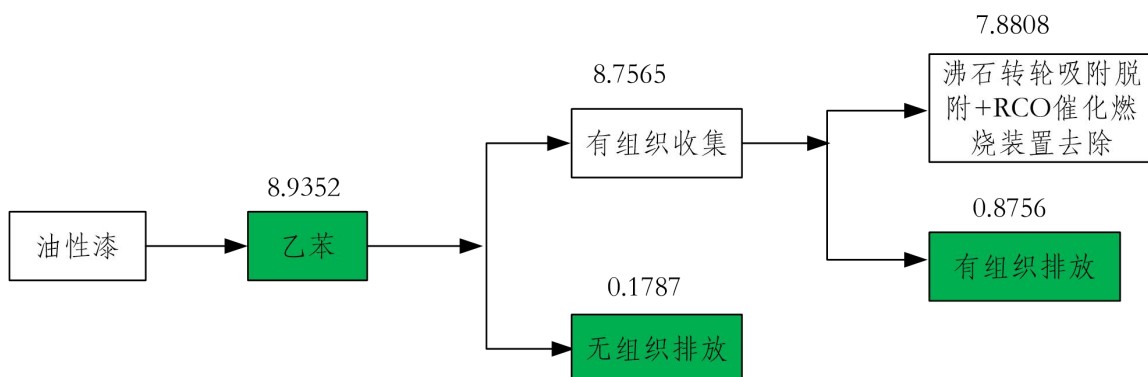 7.8808
沸石转轮吸附脱
附+RCO催化燃
烧装置去除
8.7565
有组织收集
8.9352
油性漆
乙苯
0.8756
有组织排放
0.1787
无组织排放